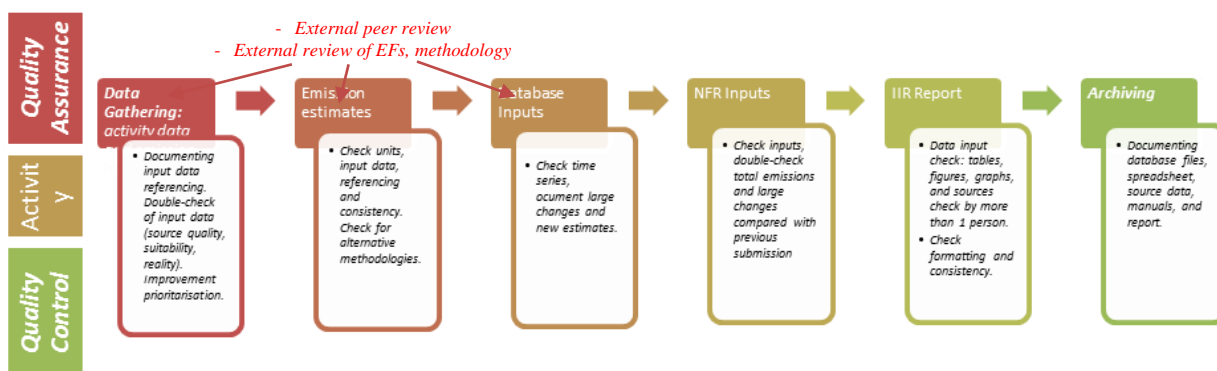 - External peer review
- External review of EFs, methodology
Quality
Assurance
Activit
y
Quality
Control
Data
Gathering:
activity data
• Documenting
input data
referencing.
Double-check
of input data
(source quality,
suitability,
reality).
Improvement
prioritarisation.
Emission
estimates
• Check units,
input data,
referencing
and
consistency.
Check for
alternative
methodologies.
Database
Inputs
• Check time
series,
ocument large
changes and
new estimates.
NFR Inputs
• Check inputs,
double-check
total emissions
and large
changes
compared with
previous
submission
IIR Report
• Data input
check: tables,
figures, graphs,
and sources
check by more
than 1 person.
• Check
formatting and
consistency.
Archiving
• Documenting
database files,
spreadsheet,
source data,
manuals, and
report.